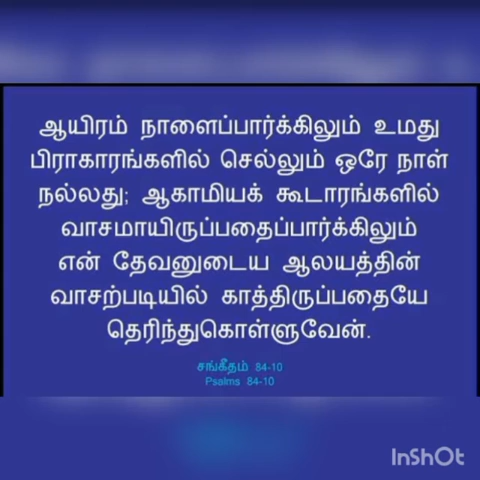 ஆயிரம் நாளைப்பார்க்கிலும் உமது
பிராகாரங்களில் செல்லும் ஒரே நாள்
நல்லது; ஆகாமியக் கூடாரங்களில்
வாசமாயிருப்பதைப்பார்க்கிலும்
என் தேவனுடைய ஆலயத்தின்
வாசற்படியில் காத்திருப்பதையே
தெரிந்துகொள்ளுவேன்.
சங்கீதம் 84-10
Psalms 84-10
InShOt